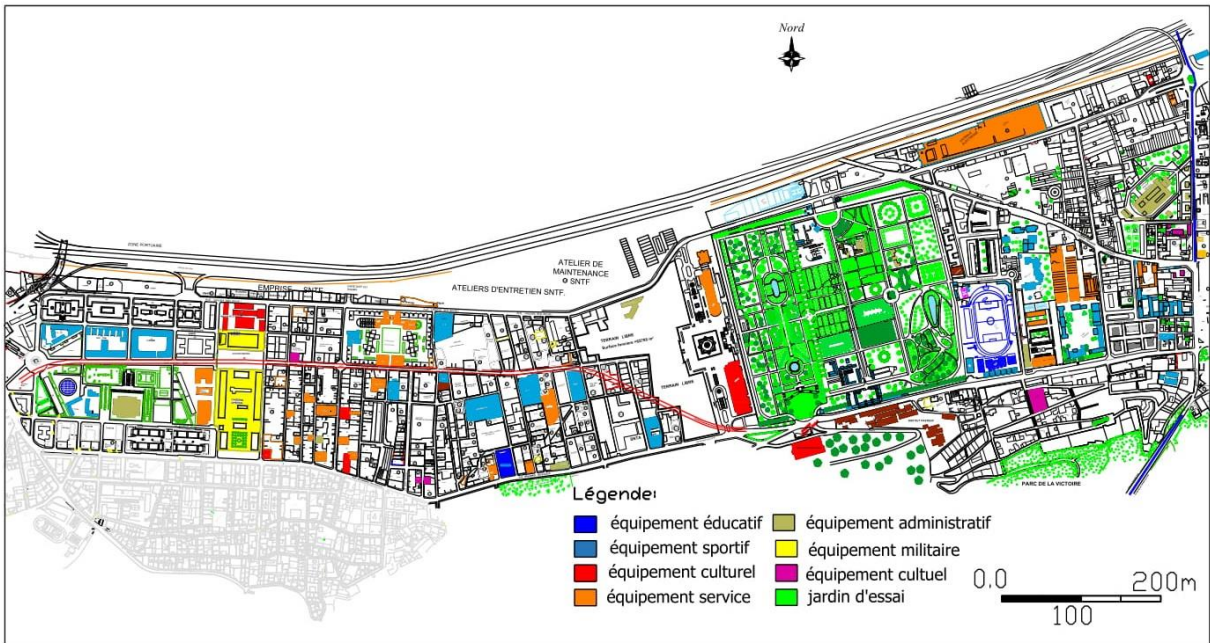 Nord
ZONE PORTUAIRE
ATELIER DE
MAINTENANCE
SNTF
EMPRISE SNTF
ATELIERS D'ENTRETIEN SNTF.
TERRAIN LIBRE
TERRAIN LIBRE
PARC DE LA VICTOIRE
Légende:
équipement éducatif
équipement administratif
équipement sportif
équipement militaire
équipement culturel
équipement cultuel
équipement service
jardin d'essai
0.0
200m
100